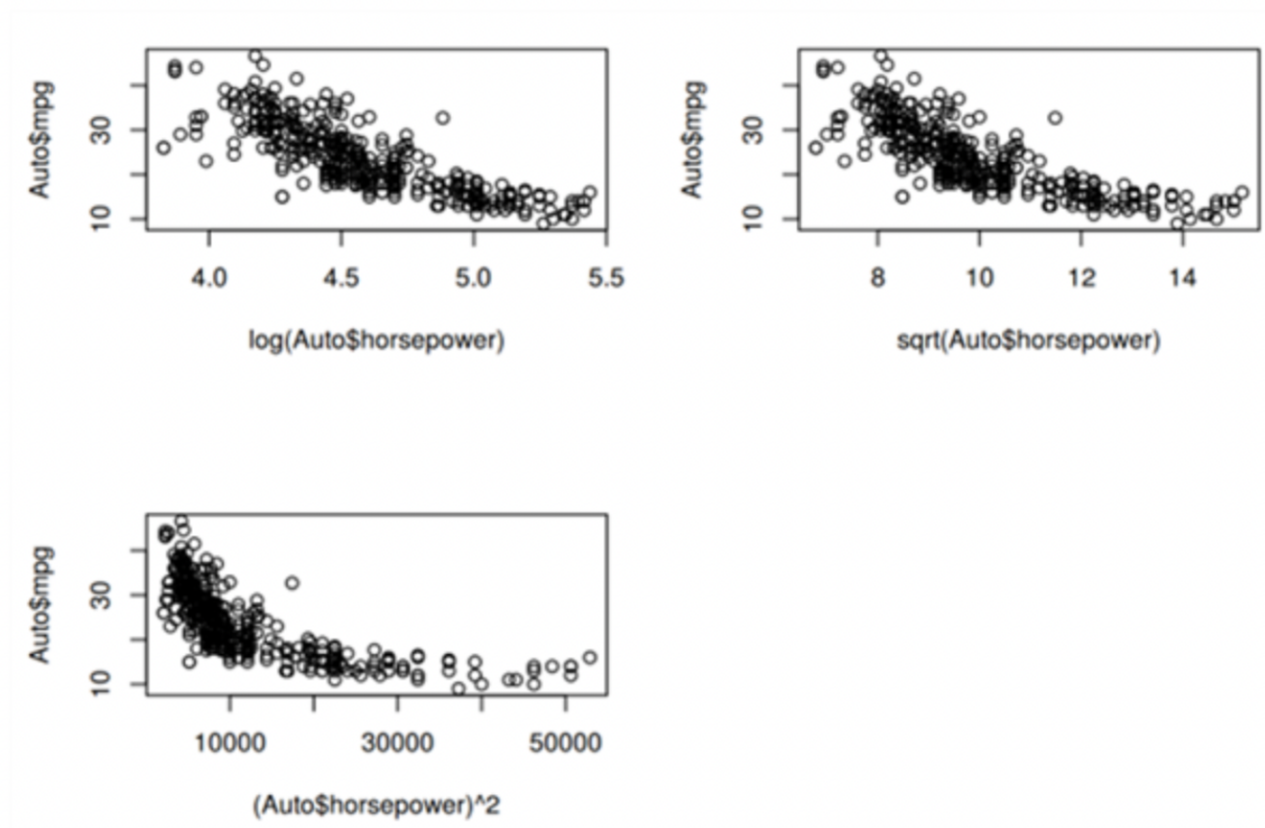 Auto$mpg
30
10
4.0 4.5 5.0 5.5
log(Auto$horsepower)
Auto$mpg
30
10
8 10 12 14
sqrt(Auto$horsepower)
Auto$mpg
30
10
10000 30000 50000
(Auto$horsepower)^2